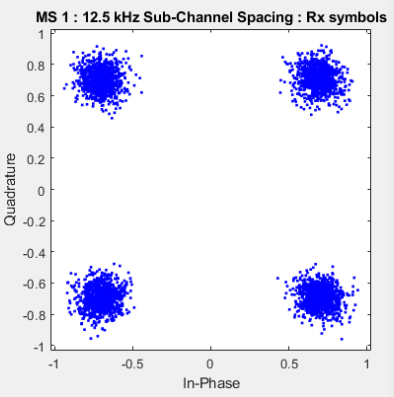 MS 1 : 12.5 kHz Sub-Channel Spacing : Rx symbols
1
0.8
0.6
0.4
0.2
0
-0.2
-0.4
-0.6
-0.8
-1
Quadrature
-1 -0.5 0 0.5 1
In-Phase